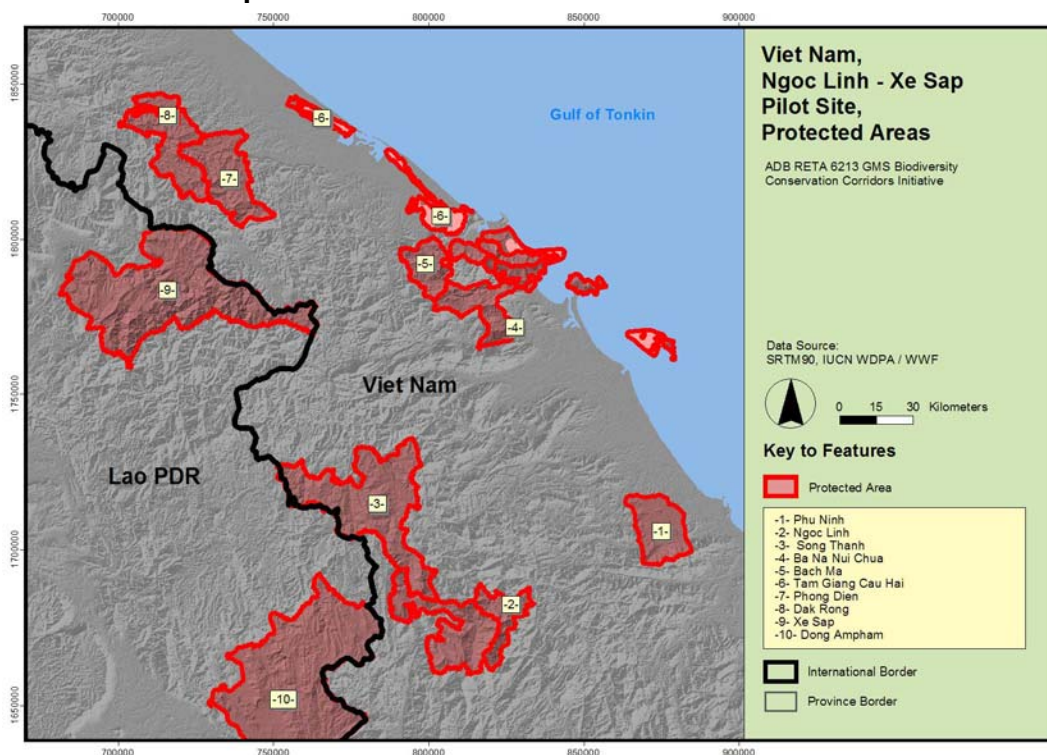 700000 750000 800000 850000 900000
Viet Nam,
Ngoc Linh - Xe Sap
Pilot Site,
Protected Areas
ADB RETA 6213 GMS Biodiversity
Conservation Corridors Initiative
Data Source:
SRTM90, IUCN WDPA / WWF
0 15 30 Kilometers
Key to Features
Protected Area
-1- Phu Ninh
-2- Ngoc Linh
-3- Song Thanh
-4- Ba Na Nui Chua
-5- Bach Ma
-6- Tam Giang Cau Hai
-7- Phong Dien
-8- Dak Rong
-9- Xe Sap
-10- Dong Ampham
International Border
Province Border
1850000
1800000
1750000
1700000
1650000
Gulf of Tonkin
Viet Nam
Lao PDR
-8-
-6-
-7-
-6-
-5-
-9-
-4-
-3-
-1-
-2-
-10-
700000 750000 800000 850000 900000